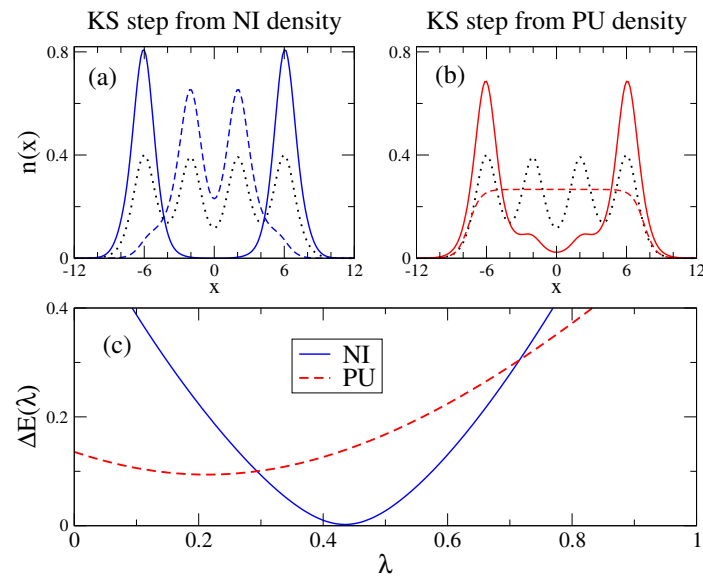 KS step from NI density
KS step from PU density
0.8
(a)
n(x)
0.4
0
-12 -6 0 6 12
x
0.8
(b)
0.4
0
-12 -6 0 6 12
x
0.4
(c)
NI
PU
ΔE(λ)
0.2
0
0 0.2 0.4 0.6 0.8 1
λ